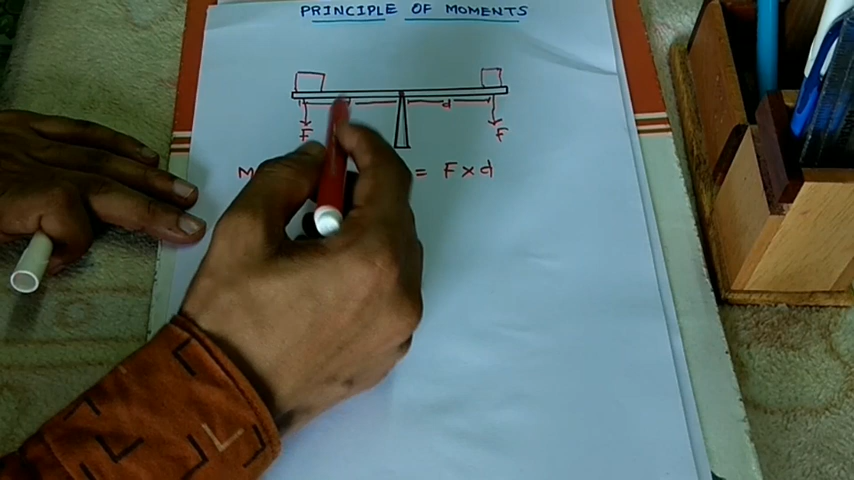 PRINCIPLE OF MOMENTS
d
F F
M = F × d